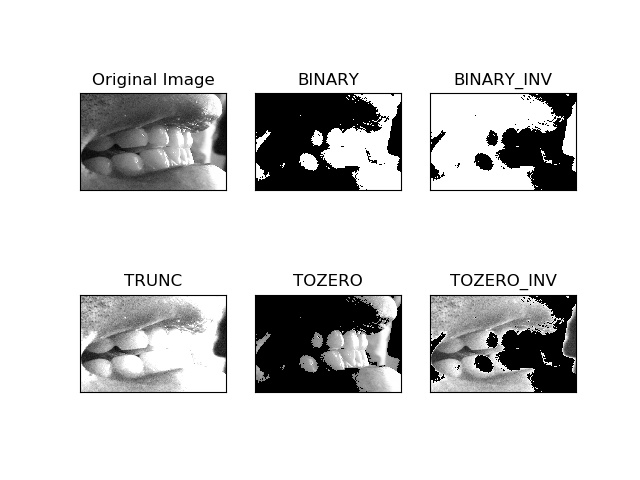 Original Image
BINARY
BINARY_INV
TRUNC
TOZERO
TOZERO_INV